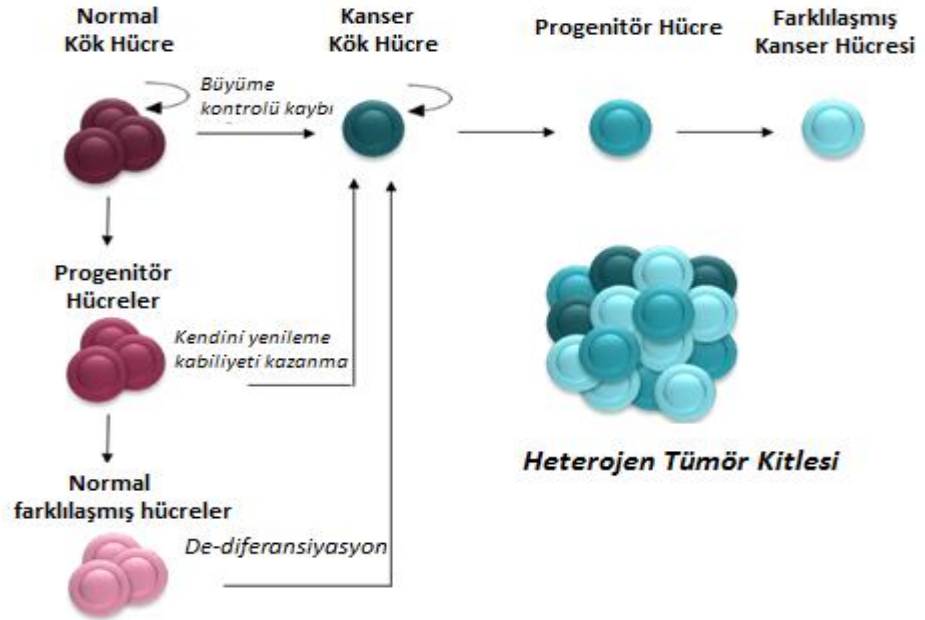 Normal
Kök Hücre
Kanser
Kök Hücre
Progenitör Hücre
Farklılaşmış
Kanser Hücresi
Büyüme
kontrolü kaybı
Progenitör
Hücreler
Kendini yenileme
kabiliyeti kazanma
Heterojen Tümör Kitlesi
Normal
farklılaşmış hücreler
De-diferansiyasyon